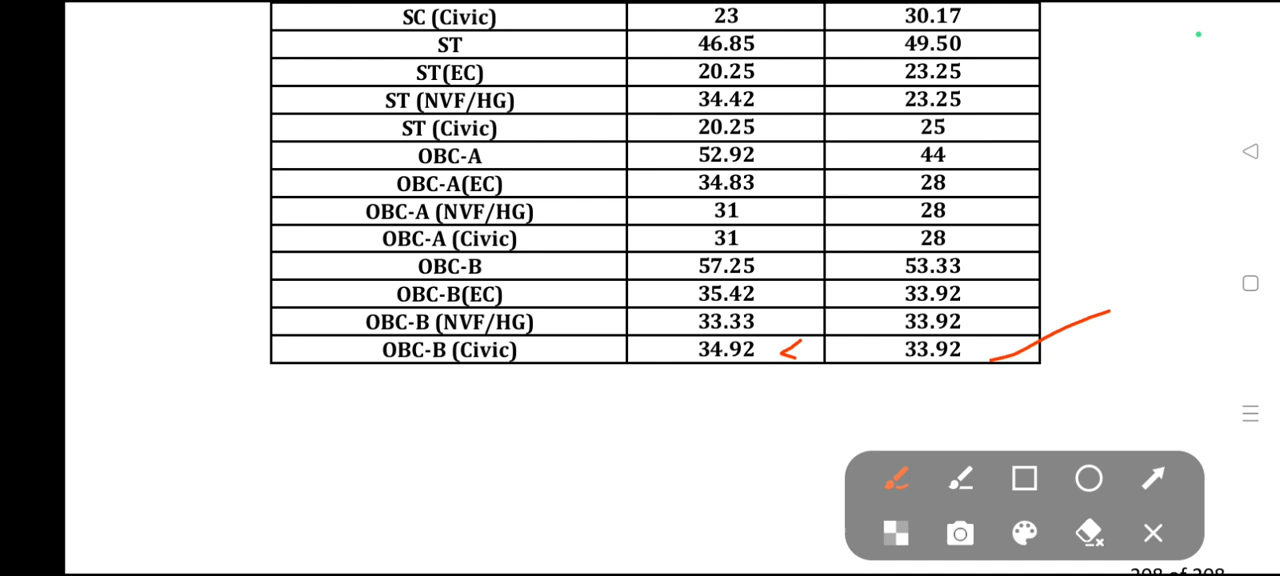 SC (Civic) 23 30.17
ST 46.85 49.50
ST(EC) 20.25 23.25
ST (NVF/HG) 34.42 23.25
ST (Civic) 20.25 25
OBC-A 52.92 44
OBC-A(EC) 34.83 28
OBC-A (NVF/HG) 31 28
OBC-A (Civic) 31 28
OBC-B 57.25 53.33
OBC-B(EC) 35.42 33.92
OBC-B (NVF/HG) 33.33 33.92
OBC-B (Civic) 34.92 33.92